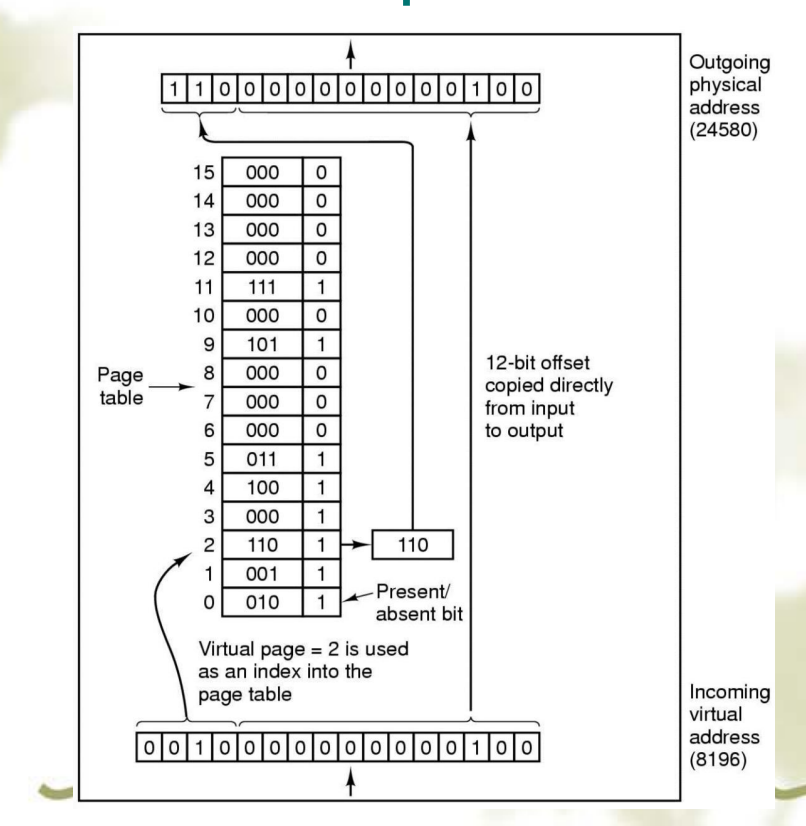 1 1 0 0 0 0 0 0 0 0 0 0 1 0 0
Outgoing
physical
address
(24580)
15 000 0
14 000 0
13 000 0
12 000 0
11 111 1
10 000 0
9 101 1
8 000 0
7 000 0
6 000 0
5 011 1
4 100 1
3 000 1
2 110 1 110
1 001 1
0 010 1
Page
table
12-bit offset
copied directly
from input
to output
Present/
absent bit
Virtual page = 2 is used
as an index into the
page table
0 0 1 0 0 0 0 0 0 0 0 0 0 1 0 0
Incoming
virtual
address
(8196)